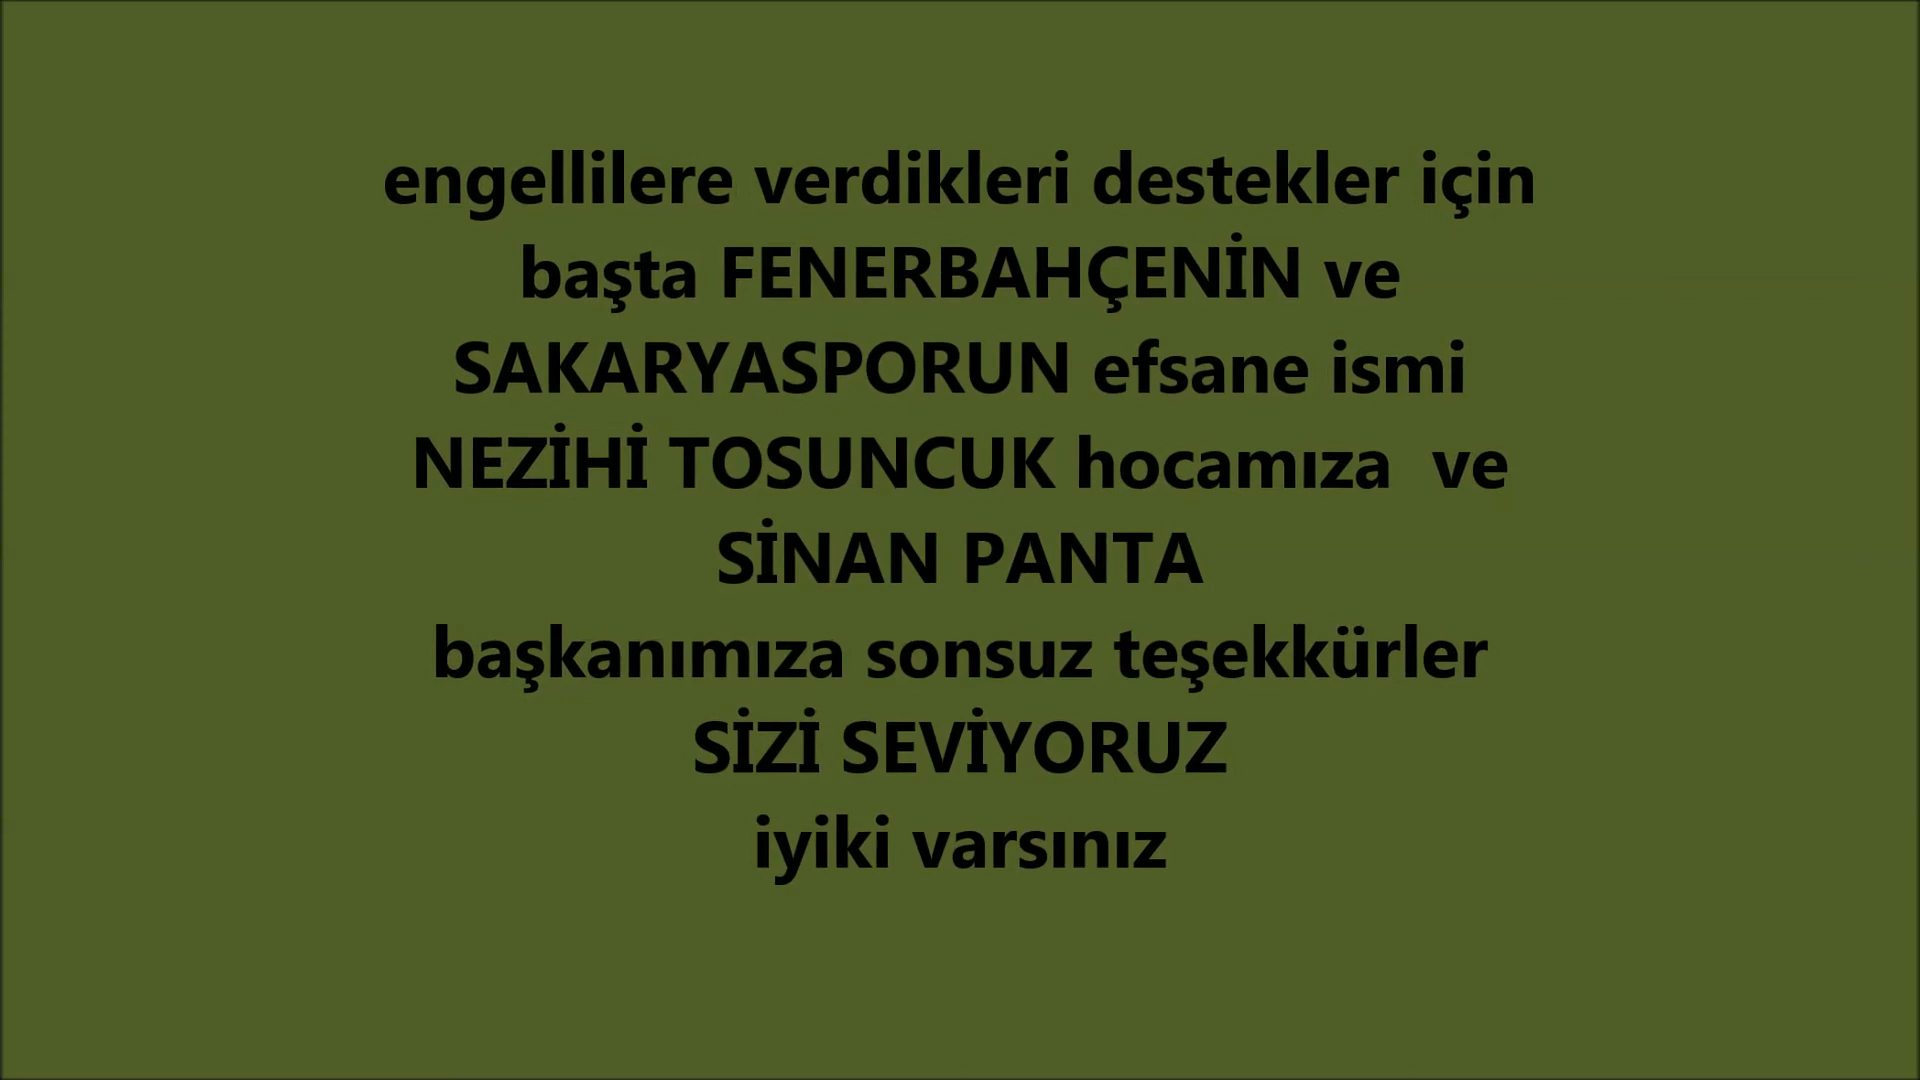 engellilere verdikleri destekler için
başta FENERBAHÇENİN ve
SAKARYASPORUN efsane ismi
NEZİHİ TOSUNCUK hocamıza  ve
SİNAN PANTA
başkanımıza sonsuz teşekkürler
SİZİ SEVİYORUZ
iyiki varsınız